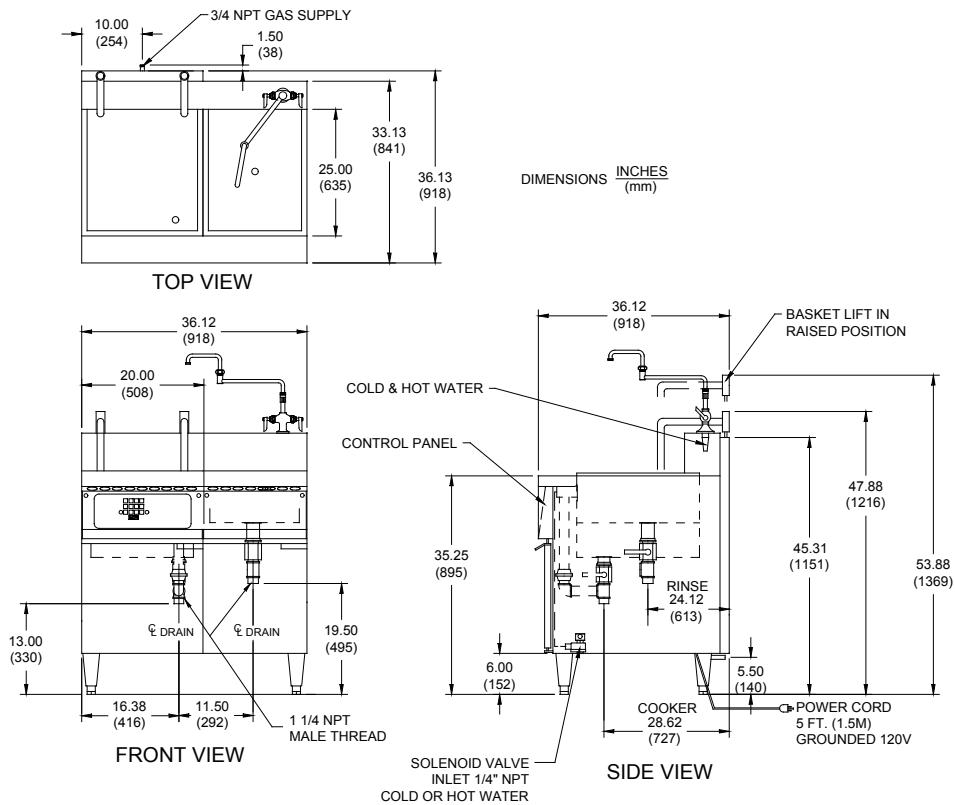 10.00
(254)
3/4 NPT GAS SUPPLY
1.50
(38)
33.13
(841)
25.00
(635)
36.13
(918)
DIMENSIONS INCHES
(mm)
TOP VIEW
36.12
(918)
20.00
(508)
13.00
(330)
℄ DRAIN
℄ DRAIN
19.50
(495)
16.38
(416)
11.50
(292)
1 1/4 NPT
MALE THREAD
FRONT VIEW
36.12
(918)
BASKET LIFT IN
RAISED POSITION
COLD & HOT WATER
CONTROL PANEL
47.88
(1216)
35.25
(895)
45.31
(1151)
53.88
(1369)
RINSE
24.12
(613)
6.00
(152)
5.50
(140)
COOKER
28.62
(727)
POWER CORD
5 FT. (1.5M)
GROUNDED 120V
SOLENOID VALVE
INLET 1/4" NPT
COLD OR HOT WATER
SIDE VIEW